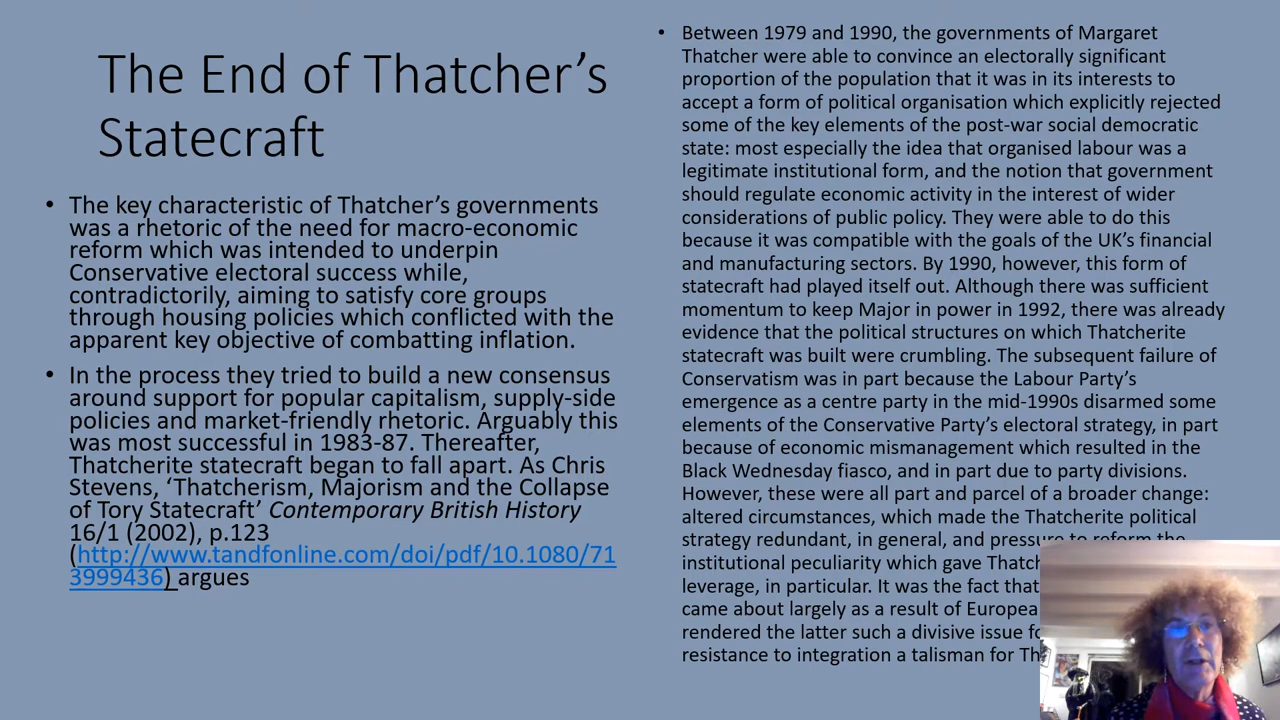 The End of Thatcher’s
Statecraft
• The key characteristic of Thatcher’s governments
was a rhetoric of the need for macro-economic
reform which was intended to underpin
Conservative electoral success while,
contradictorily, aiming to satisfy core groups
through housing policies which conflicted with the
apparent key objective of combatting inflation.
• In the process they tried to build a new consensus
around support for popular capitalism, supply-side
policies and market-friendly rhetoric. Arguably this
was most successful in 1983-87. Thereafter,
Thatcherite statecraft began to fall apart. As Chris
Stevens, ‘Thatcherism, Majorism and the Collapse
of Tory Statecraft’ Contemporary British History
16/1 (2002), p.123
(http://www.tandfonline.com/doi/pdf/10.1080/71
3999436) argues
• Between 1979 and 1990, the governments of Margaret
Thatcher were able to convince an electorally significant
proportion of the population that it was in its interests to
accept a form of political organisation which explicitly rejected
some of the key elements of the post-war social democratic
state: most especially the idea that organised labour was a
legitimate institutional form, and the notion that government
should regulate economic activity in the interest of wider
considerations of public policy. They were able to do this
because it was compatible with the goals of the UK’s financial
and manufacturing sectors. By 1990, however, this form of
statecraft had played itself out. Although there was sufficient
momentum to keep Major in power in 1992, there was already
evidence that the political structures on which Thatcherite
statecraft was built were crumbling. The subsequent failure of
Conservatism was in part because the Labour Party’s
emergence as a centre party in the mid-1990s disarmed some
elements of the Conservative Party’s electoral strategy, in part
because of economic mismanagement which resulted in the
Black Wednesday fiasco, and in part due to party divisions.
However, these were all part and parcel of a broader change:
altered circumstances, which made the Thatcherite political
strategy redundant, in general, and pressure to reform the
institutional peculiarity which gave
leverage, in particular. It was the fact that
came about largely as a result of
rendered the latter such a divisive issue
resistance to integration a talisman for